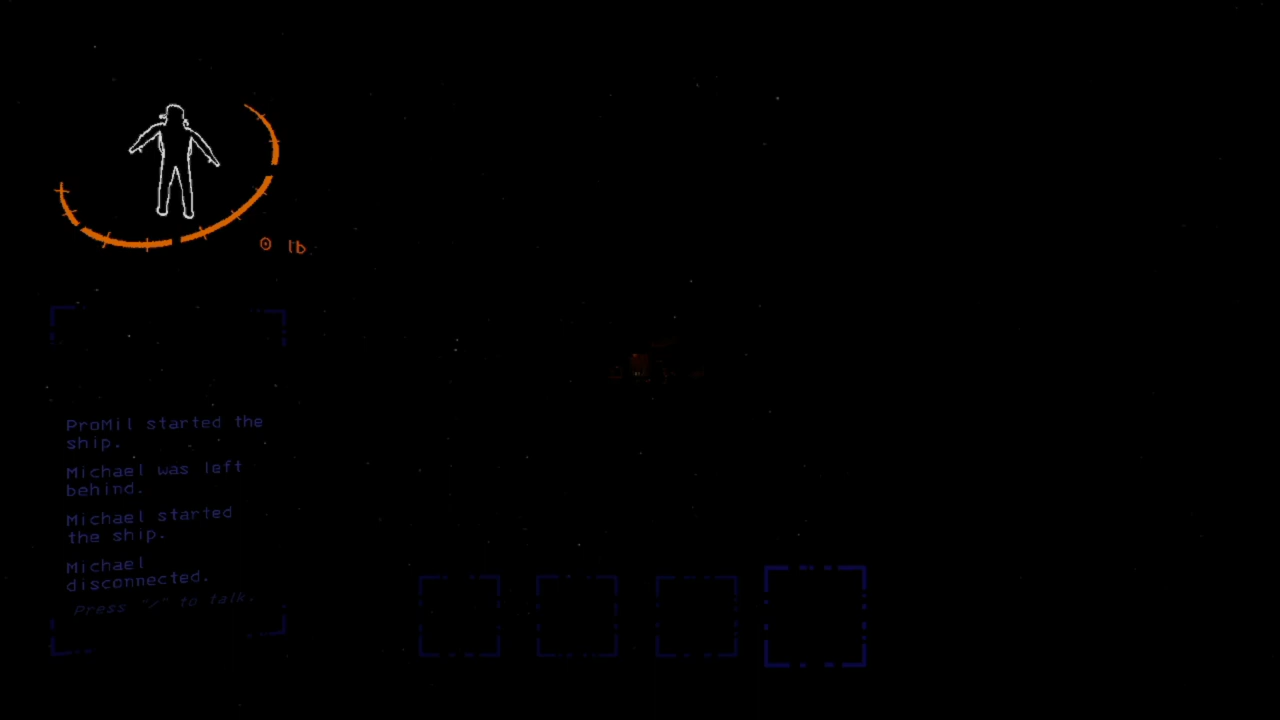 0 lb
ProMil started the
ship.
Michael was left
behind.
Michael started
the ship.
Michael
disconnected.
Press "/" to talk.